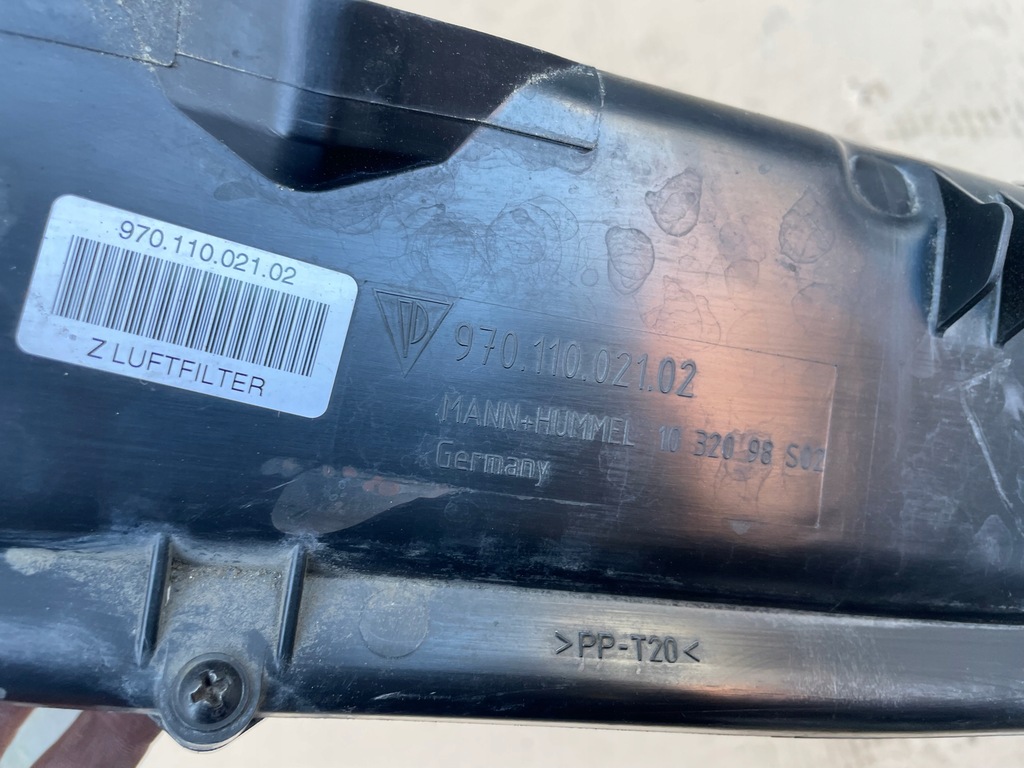 970.110.021.02
Z LUFTFILTER
970.110.021.02
MANN+HUMMEL 10 320 98 S02
Germany
>PP-T20<